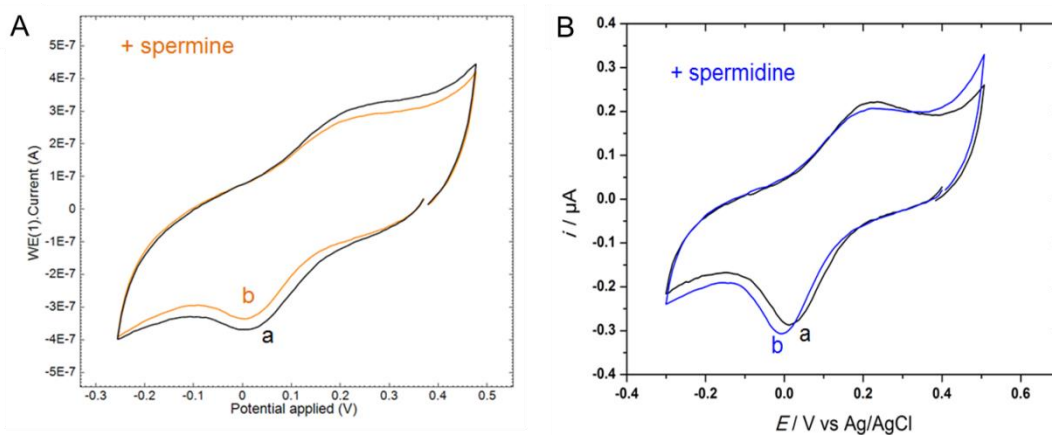 A
+ spermine
WE(1).Current (A)
5E-7
4E-7
3E-7
2E-7
1E-7
0
-1E-7
-2E-7
-3E-7
-4E-7
-5E-7
b
a
-0.3 -0.2 -0.1 0 0.1 0.2 0.3 0.4 0.5
Potential applied (V)
B
+ spermidine
i / µA
0.4
0.3
0.2
0.1
0.0
-0.1
-0.2
-0.3
-0.4
a
b
-0.4 -0.2 0.0 0.2 0.4 0.6
E / V vs Ag/AgCl